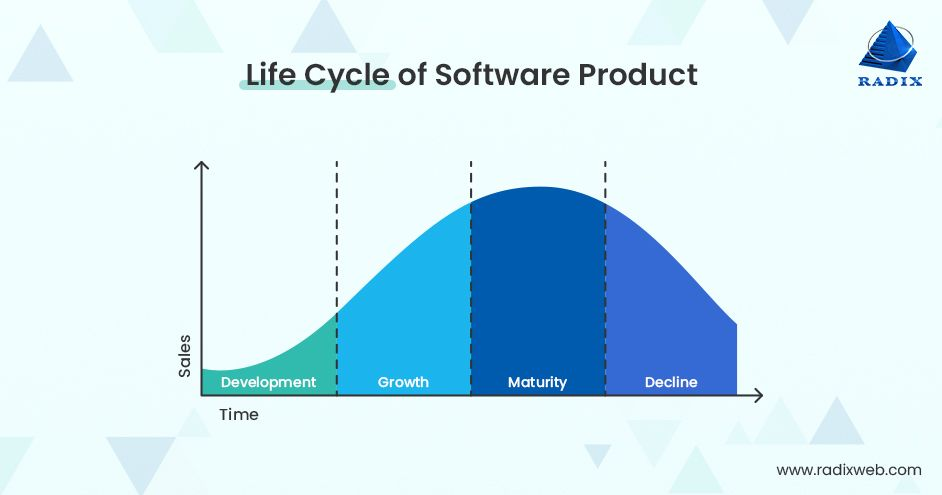 Life Cycle of Software Product
RADIX
Sales
Development
Growth
Maturity
Decline
Time
www.radixweb.com